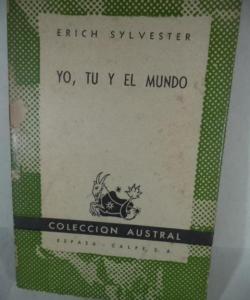 ERICH SYLVESTER
YO, TU Y EL MUNDO
COLECCION AUSTRAL
ESPASA - CALPE, S. A.